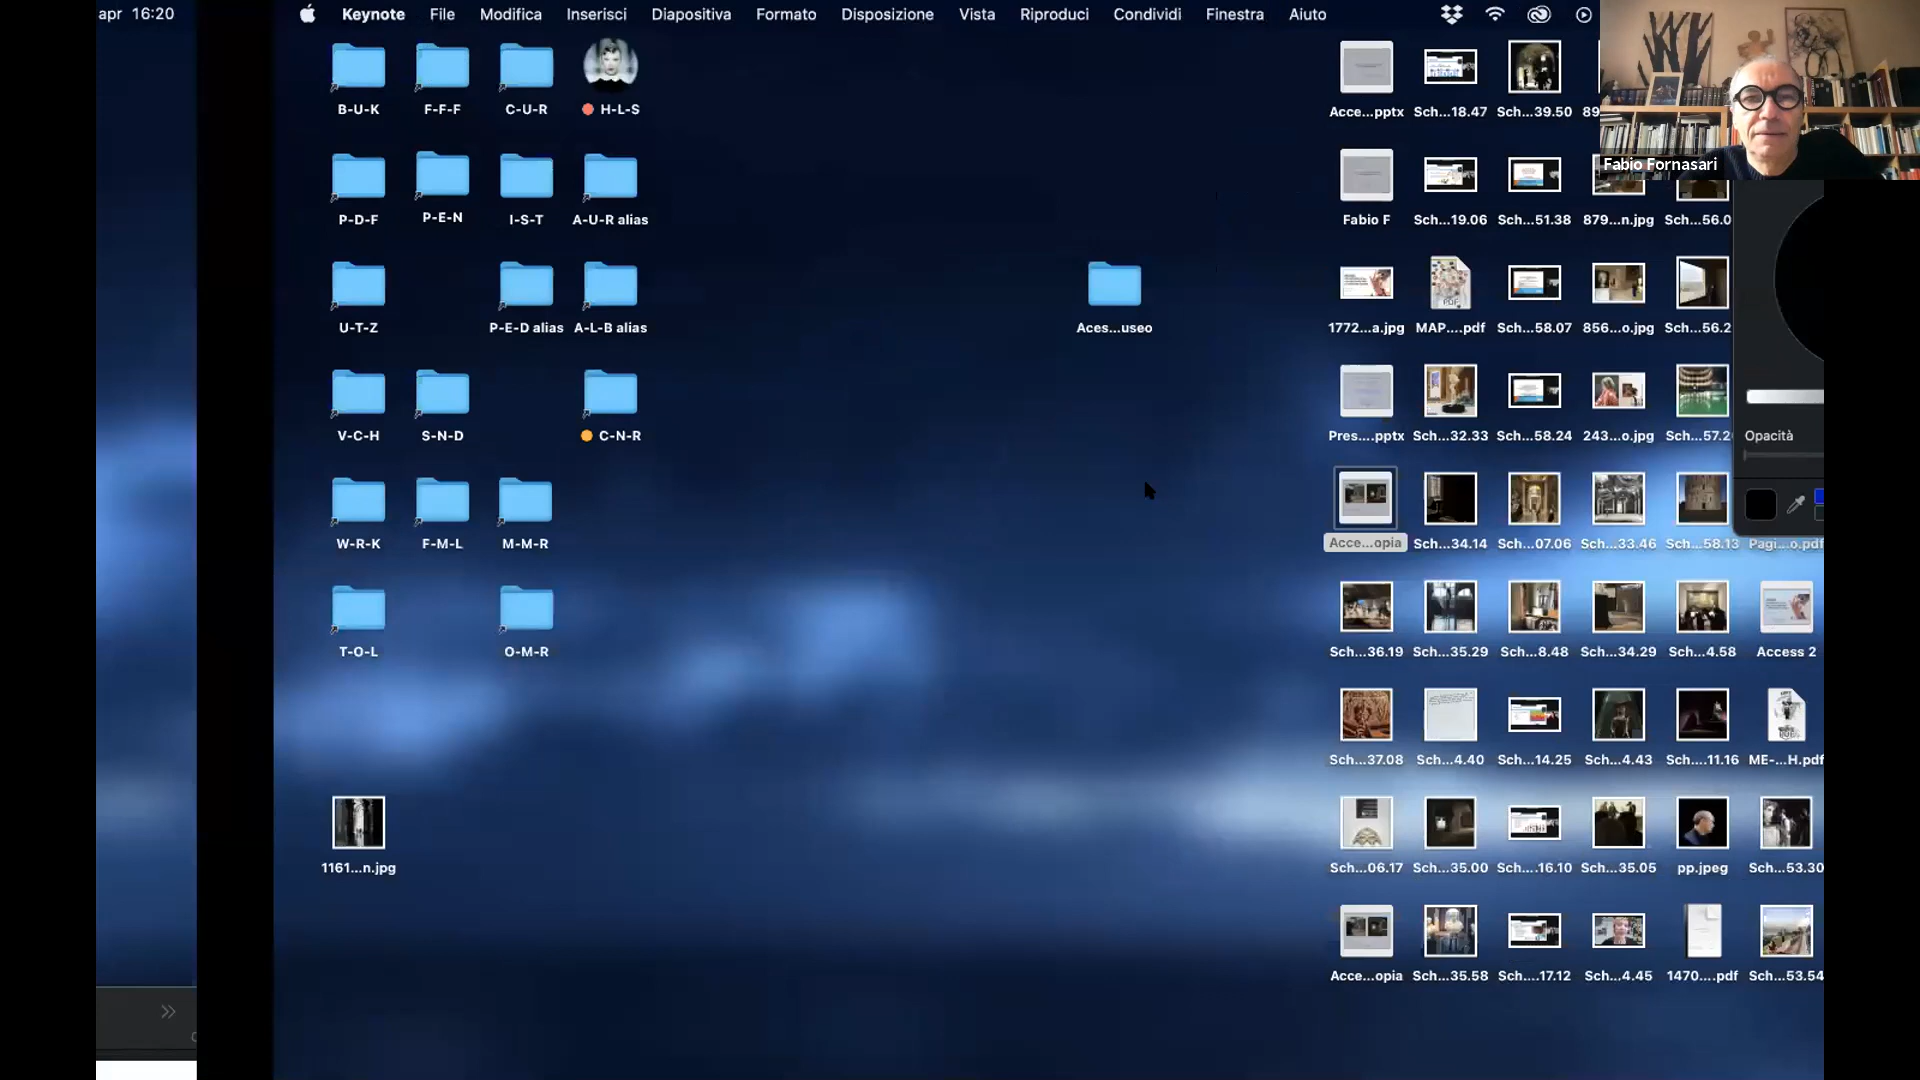 apr 16:20
Keynote File Modifica Inserisci Diapositiva Formato Disposizione Vista Riproduci Condividi Finestra Aiuto
Fabio Fornasari
B-U-K F-F-F C-U-R H-L-S
Acce...pptx Sch...18.47 Sch...39.50 89
P-D-F P-E-N I-S-T A-U-R alias
Fabio F Sch...19.06 Sch...51.38 879...n.jpg Sch...56.0
U-T-Z P-E-D alias A-L-B alias Aces...useo
1772...a.jpg MAP....pdf Sch...58.07 856...o.jpg Sch...56.2
V-C-H S-N-D C-N-R
Pres....pptx Sch...32.33 Sch...58.24 243...o.jpg Sch...57.2
Opacità
W-R-K F-M-L M-M-R
Acce...opia Sch...34.14 Sch...07.06 Sch...33.46 Sch...58.13 Pagi...o.pdf
T-O-L O-M-R
Sch...36.19 Sch...35.29 Sch...8.48 Sch...34.29 Sch...4.58 Access 2
Sch...37.08 Sch...4.40 Sch...14.25 Sch...4.43 Sch....11.16 ME-...H.pdf
PDF
1161...n.jpg
Sch...06.17 Sch...35.00 Sch....16.10 Sch...35.05 pp.jpeg Sch...53.30
Acce...opia Sch...35.58 Sch....17.12 Sch...4.45 1470....pdf Sch...53.54